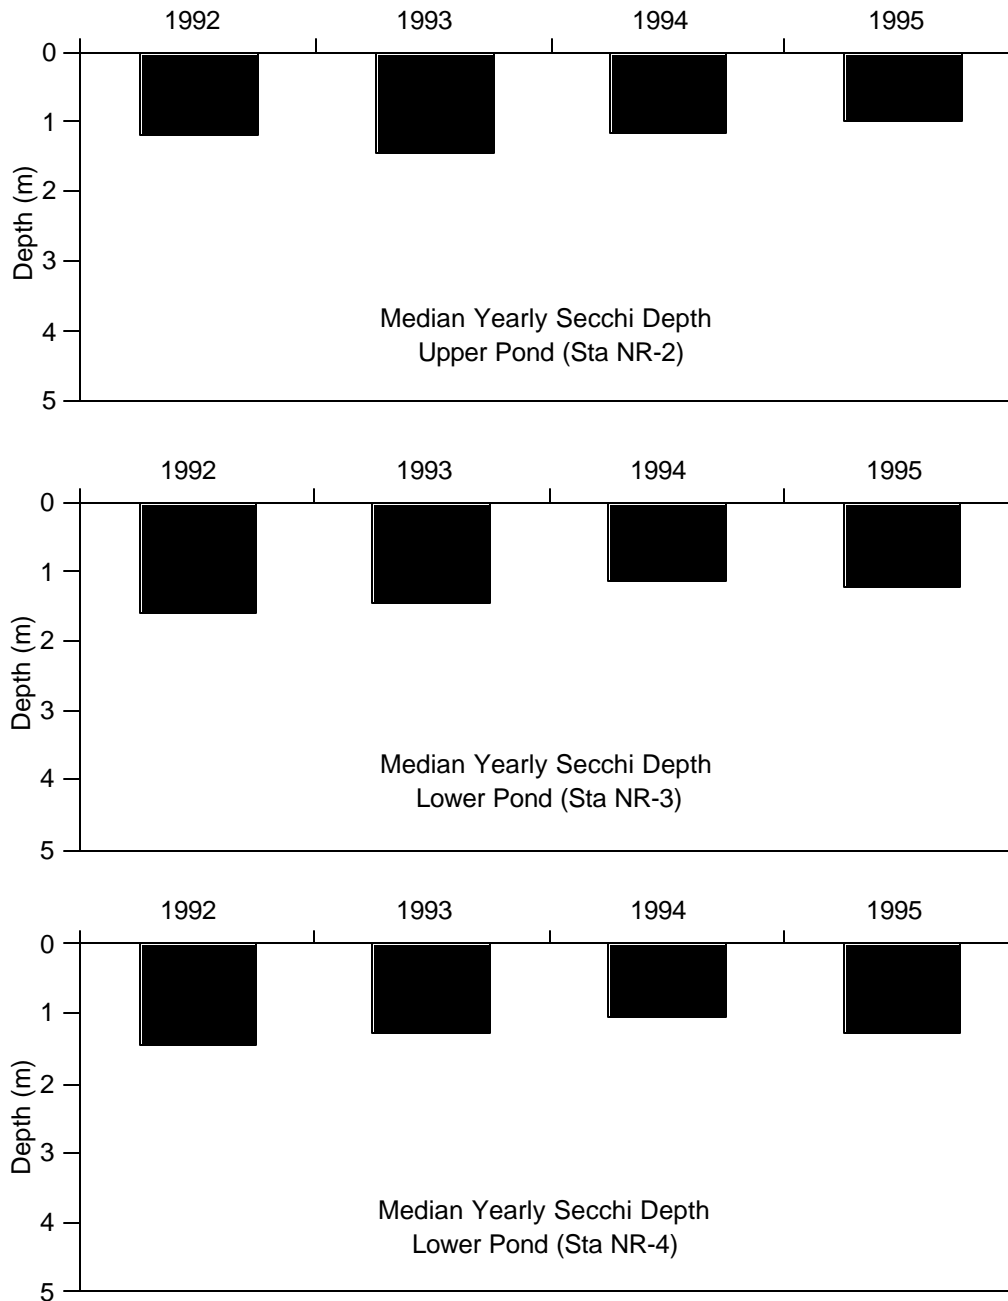 1992 1993 1994 1995
0
1
2
3
4
5
Depth (m)
Median Yearly Secchi Depth
Upper Pond (Sta NR-2)
1992 1993 1994 1995
0
1
2
3
4
5
Depth (m)
Median Yearly Secchi Depth
Lower Pond (Sta NR-3)
1992 1993 1994 1995
0
1
2
3
4
5
Depth (m)
Median Yearly Secchi Depth
Lower Pond (Sta NR-4)